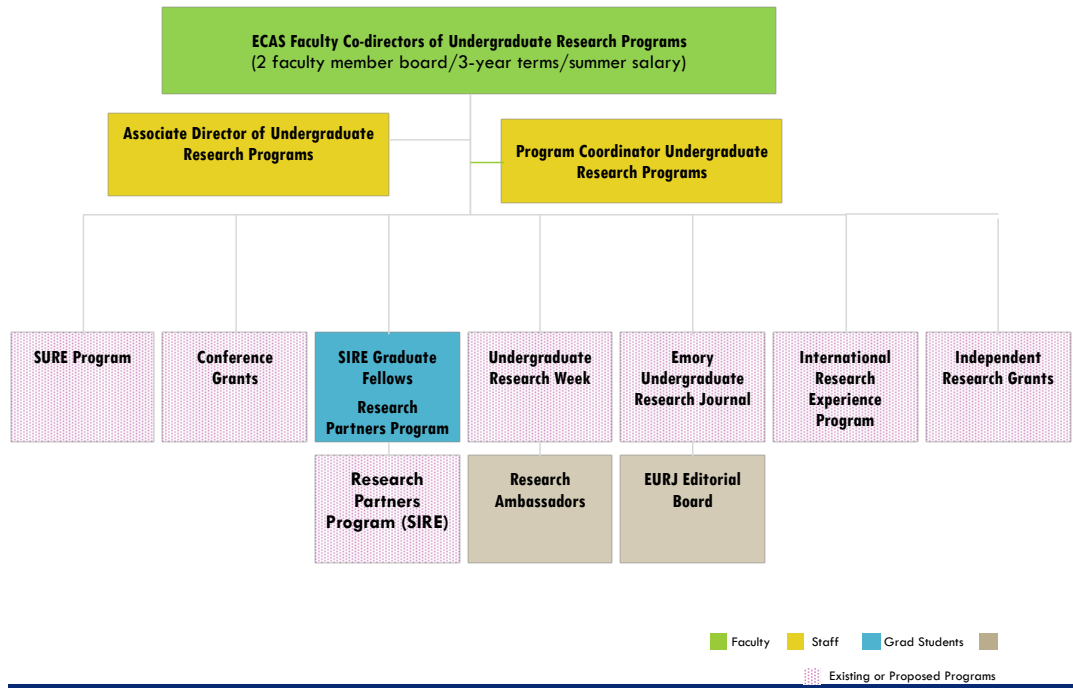 ECAS Faculty Co-directors of Undergraduate Research Programs
(2 faculty member board/3-year terms/summer salary)
Associate Director of Undergraduate
Research Programs
Program Coordinator Undergraduate
Research Programs
SURE Program
Conference
Grants
SIRE Graduate
Fellows
Research
Partners Program
Undergraduate
Research Week
Emory
Undergraduate
Research Journal
International
Research
Experience
Program
Independent
Research Grants
Research
Partners
Program (SIRE)
Research
Ambassadors
EURJ Editorial
Board
Faculty
Staff
Grad Students
Existing or Proposed Programs